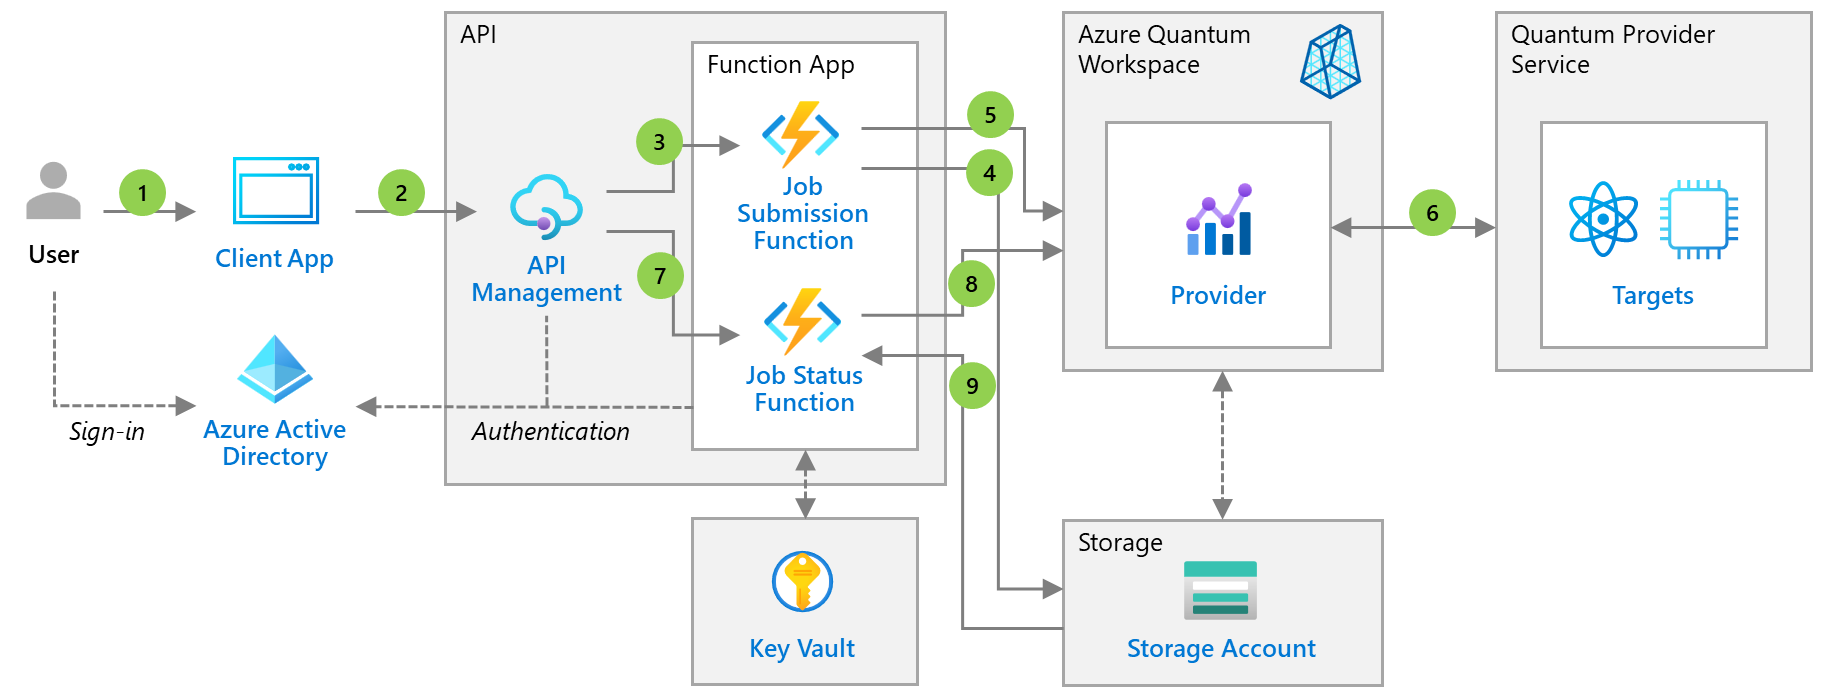 API
Function App
Azure Quantum
Workspace
Quantum Provider
Service
1
2
3
4
5
6
7
8
9
User
Client App
API
Management
Job
Submission
Function
Job Status
Function
Provider
Targets
Sign-in
Azure Active
Directory
Authentication
Key Vault
Storage
Storage Account